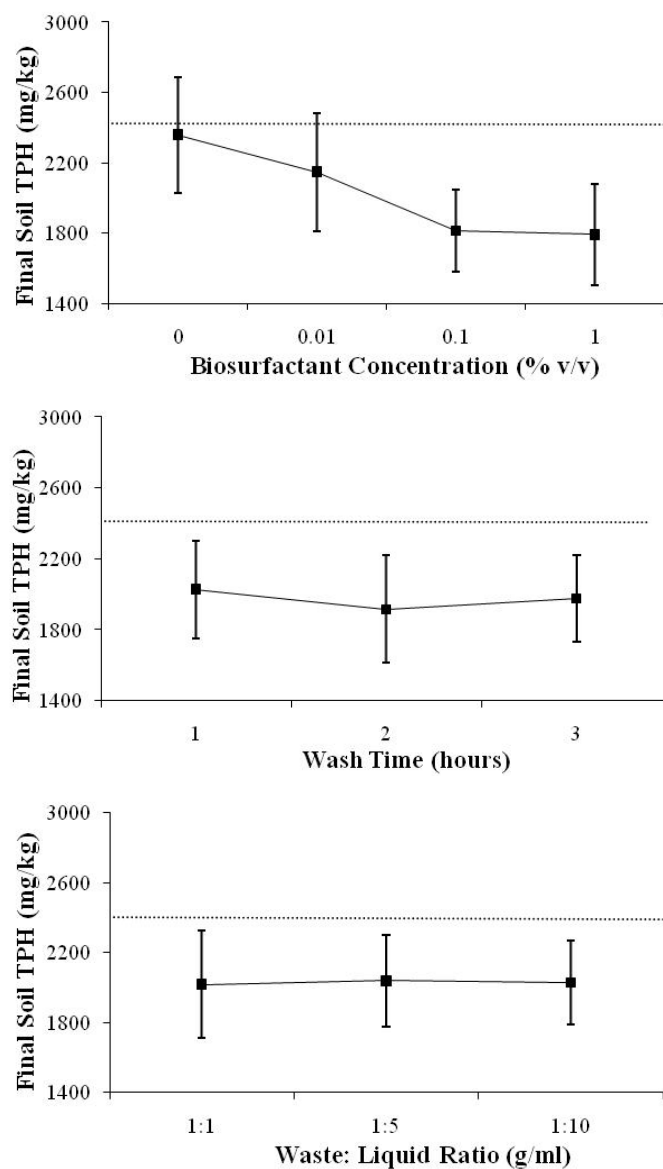 3000
2600
2200
1800
1400
Final Soil TPH (mg/kg)
0 0.01 0.1 1
Biosurfactant Concentration (% v/v)
3000
2600
2200
1800
1400
Final Soil TPH (mg/kg)
1 2 3
Wash Time (hours)
3000
2600
2200
1800
1400
Final Soil TPH (mg/kg)
1:1 1:5 1:10
Waste: Liquid Ratio (g/ml)